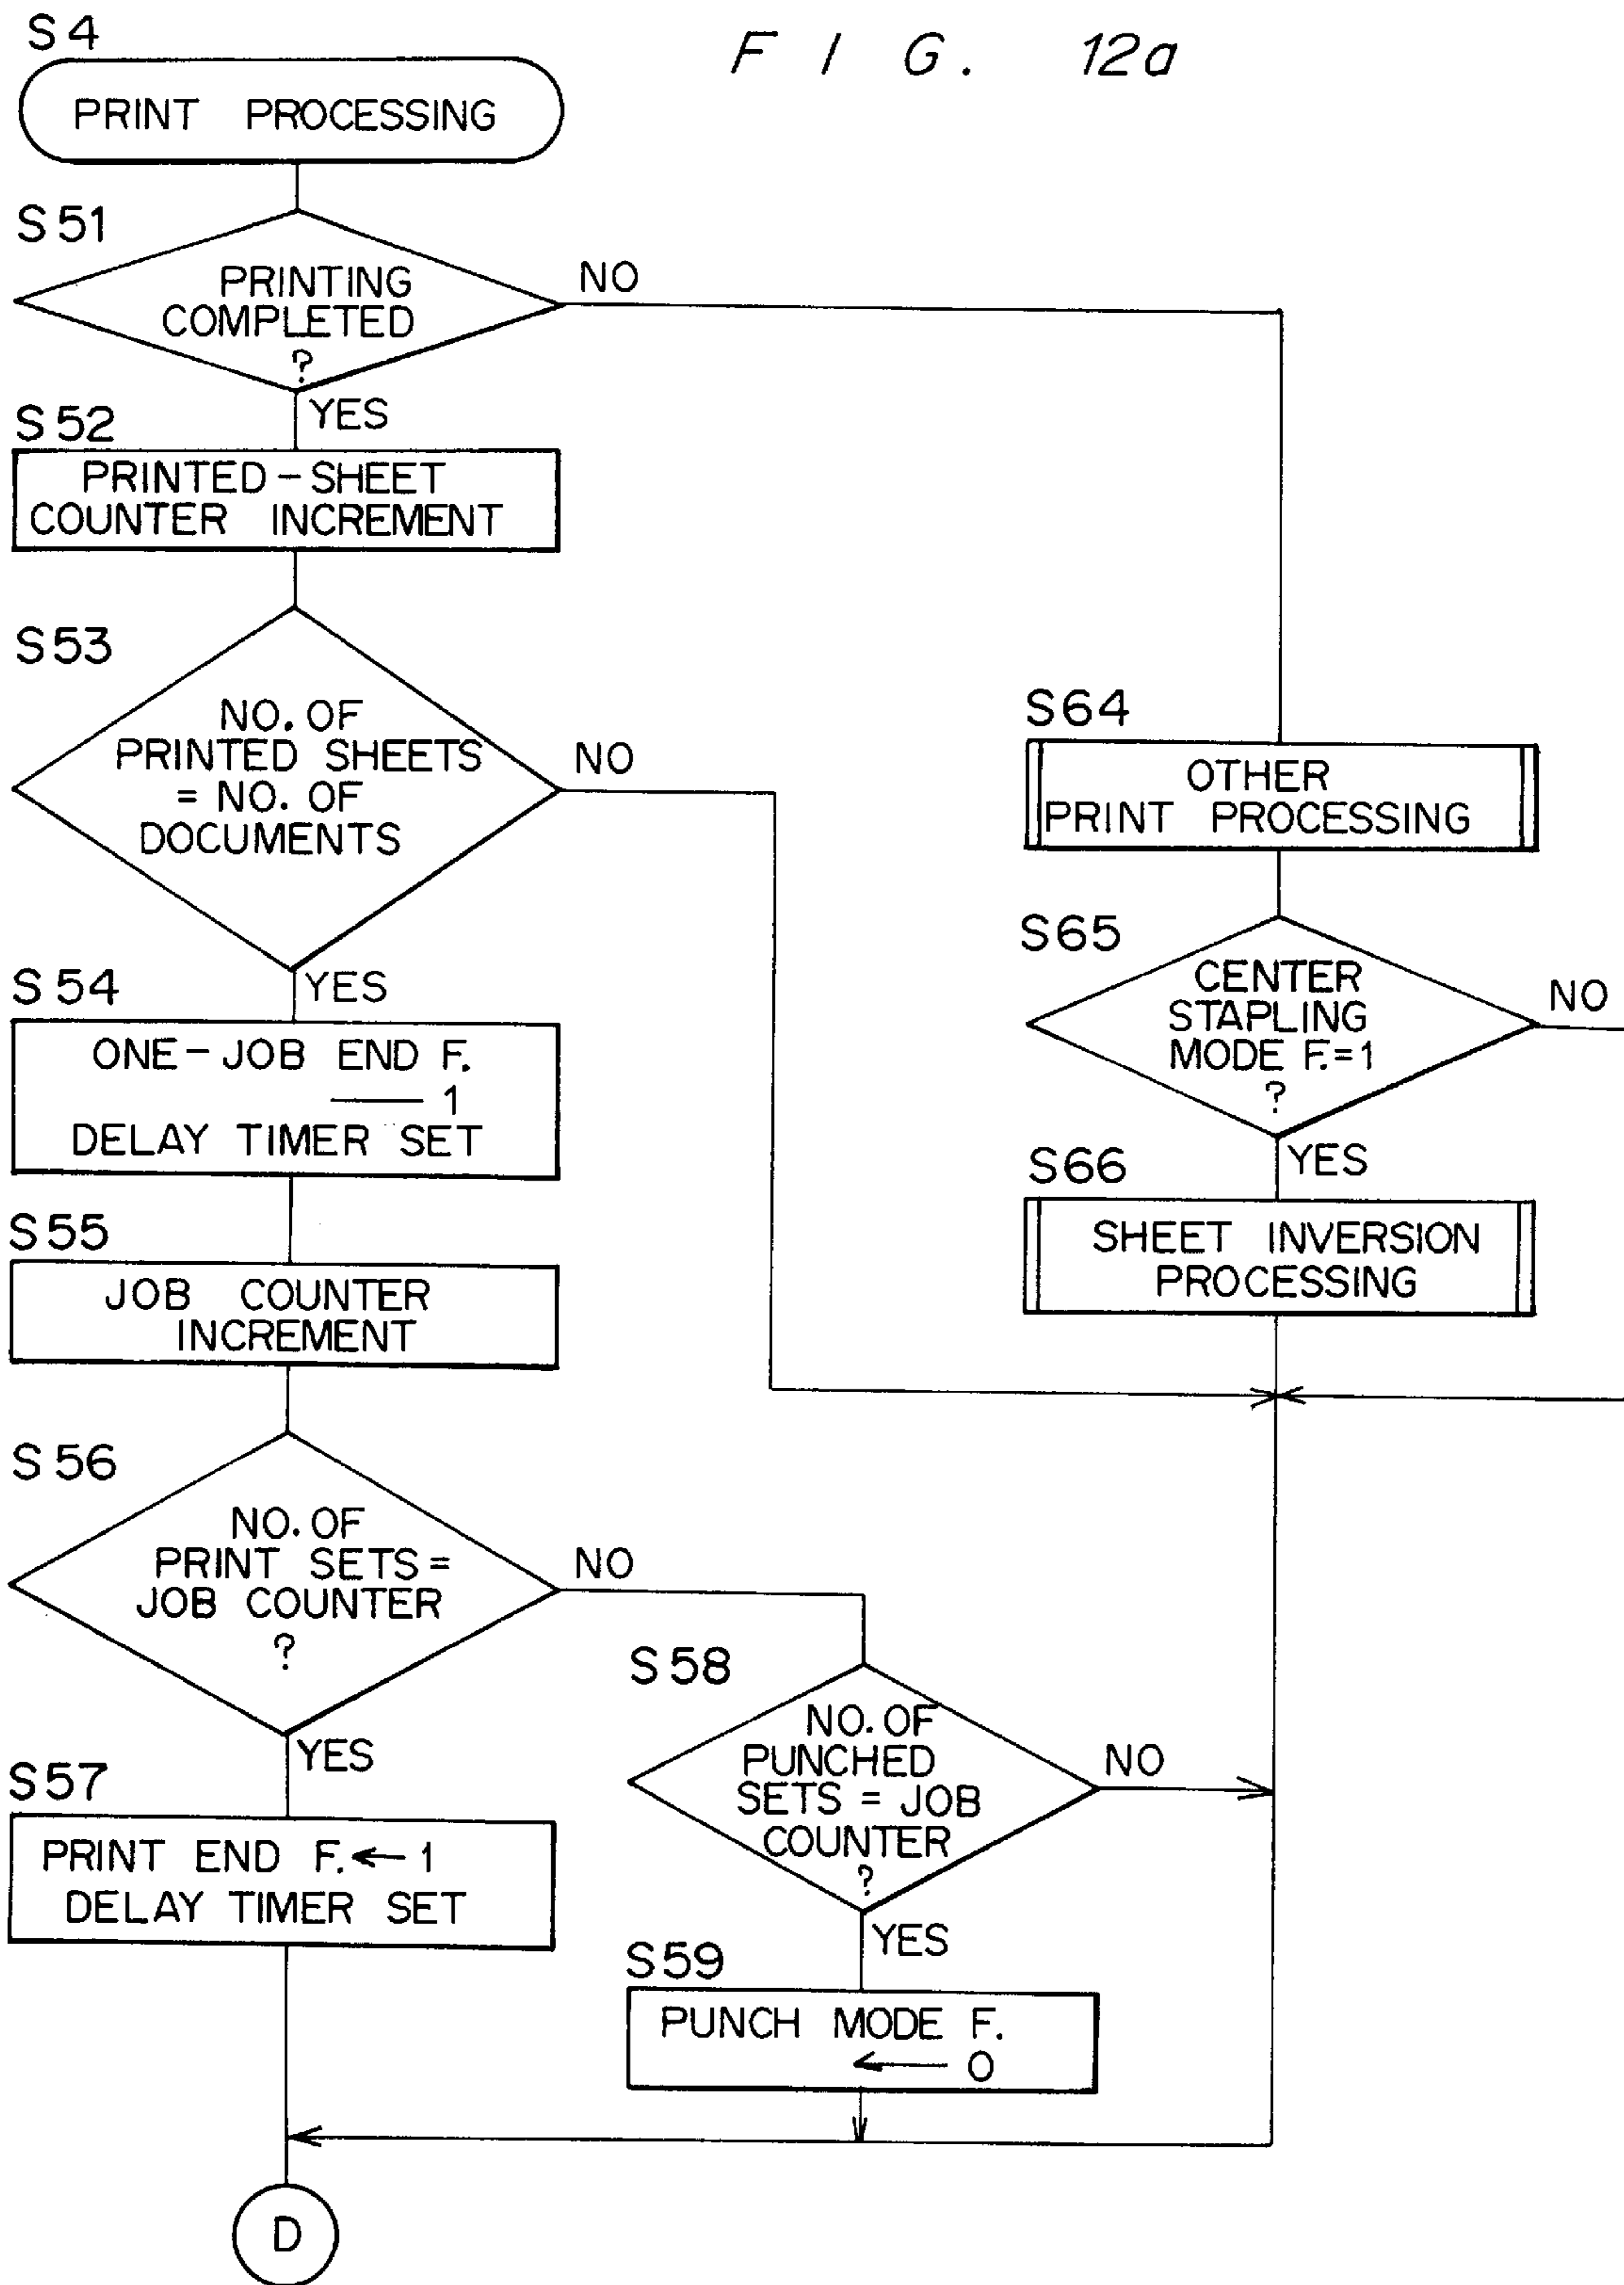 FIG. 12a
S4
PRINT PROCESSING
S51
PRINTING
COMPLETED
?
NO
YES
S52
PRINTED-SHEET
COUNTER INCREMENT
S53
NO. OF
PRINTED SHEETS
= NO. OF
DOCUMENTS
NO
YES
S54
ONE-JOB END F.
1
DELAY TIMER SET
S55
JOB COUNTER
INCREMENT
S56
NO. OF
PRINT SETS =
JOB COUNTER
?
NO
YES
S57
PRINT END F. ← 1
DELAY TIMER SET
S58
NO. OF
PUNCHED
SETS = JOB
COUNTER
?
NO
YES
S59
PUNCH MODE F.
← 0
S64
OTHER
PRINT PROCESSING
S65
CENTER
STAPLING
MODE F. = 1
?
NO
YES
S66
SHEET INVERSION
PROCESSING
D